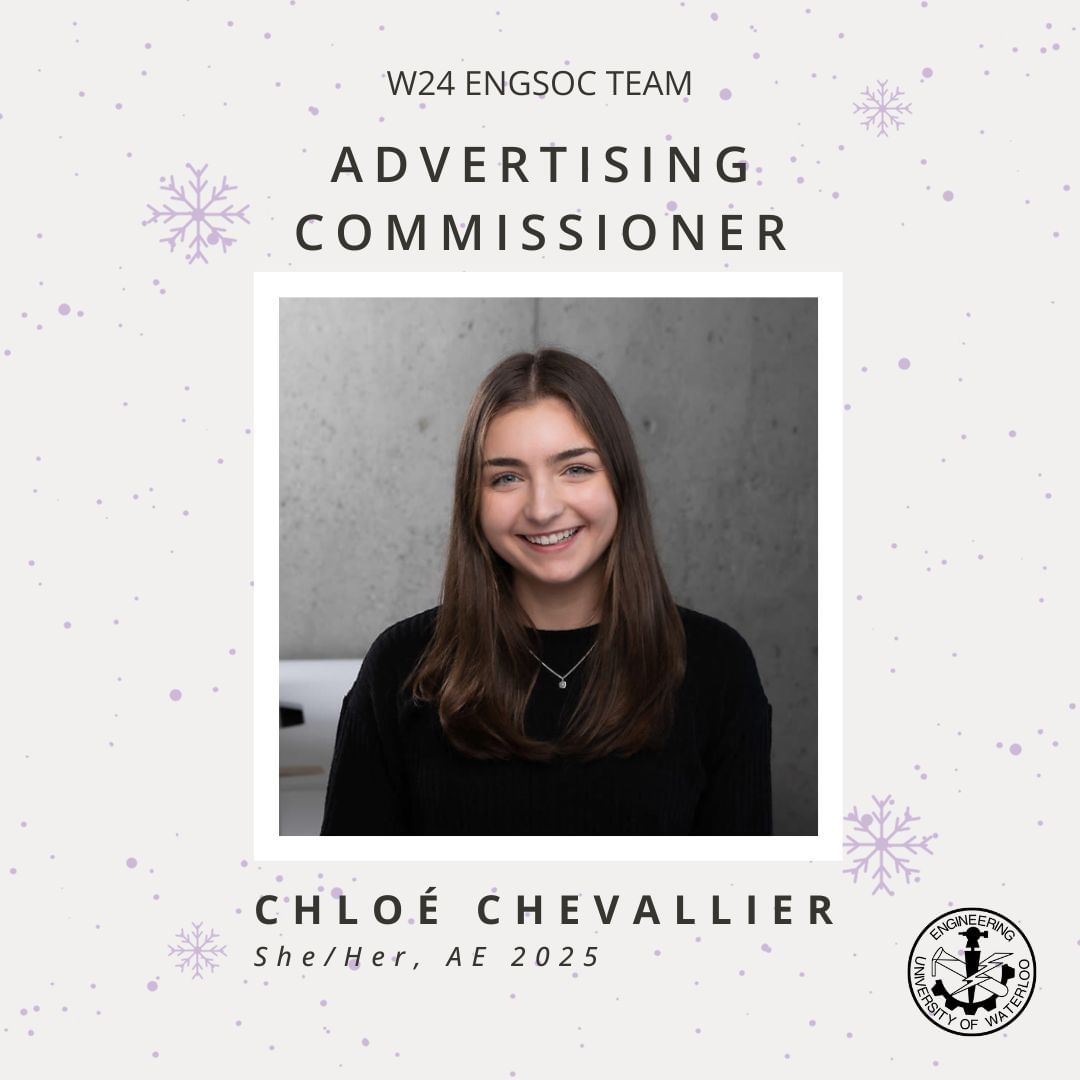 W24 ENGSOC TEAM
ADVERTISING
COMMISSIONER
CHLOÉ CHEVALLIER
She/Her, AE 2025
ENGINEERING
UNIVERSITY OF WATERLOO